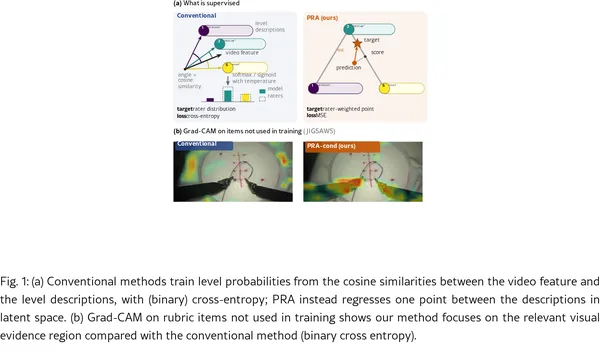 (a) What is supervised
Conventional
level
descriptions
video feature
angle =
cosine
similarity
softmax / sigmoid
with temperature
model
raters
target rater distribution
loss cross-entropy
PRA (ours)
target
score
prediction
target rater-weighted point
loss MSE
(b) Grad-CAM on items not used in training (JIGSAWS)
Conventional
PRA-cond (ours)
Fig. 1: (a) Conventional methods train level probabilities from the cosine similarities between the video feature and
the level descriptions, with (binary) cross-entropy; PRA instead regresses one point between the descriptions in
latent space. (b) Grad-CAM on rubric items not used in training shows our method focuses on the relevant visual
evidence region compared with the conventional method (binary cross entropy).